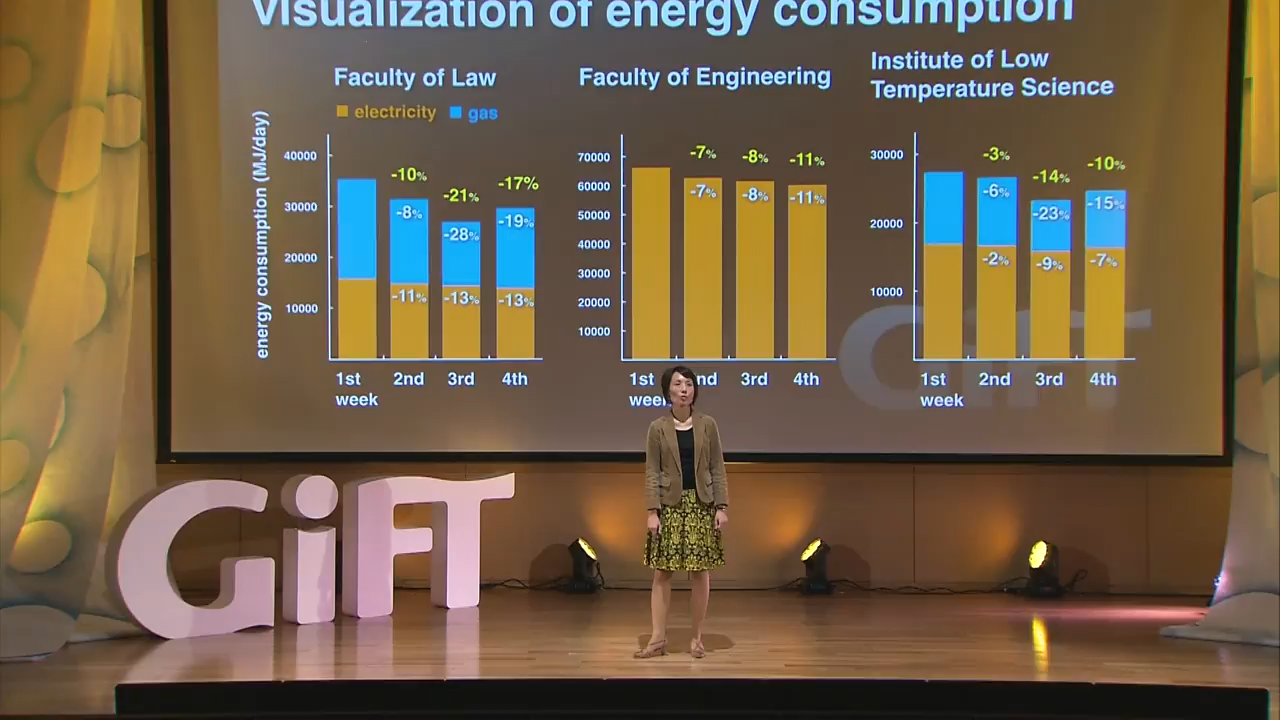 visualization of energy consumption
Faculty of Law
electricity gas
energy consumption (MJ/day)
40000
30000
20000
10000
-10%
-21%
-17%
-8%
-28%
-19%
-11%
-13%
-13%
1st
week
2nd
3rd
4th
Faculty of Engineering
70000
60000
50000
40000
30000
20000
10000
-7%
-8%
-11%
-7%
-8%
-11%
1st
week
2nd
3rd
4th
Institute of Low
Temperature Science
30000
20000
10000
-3%
-14%
-10%
-6%
-23%
-15%
-2%
-9%
-7%
1st
week
2nd
3rd
4th
GiFT
GiFT